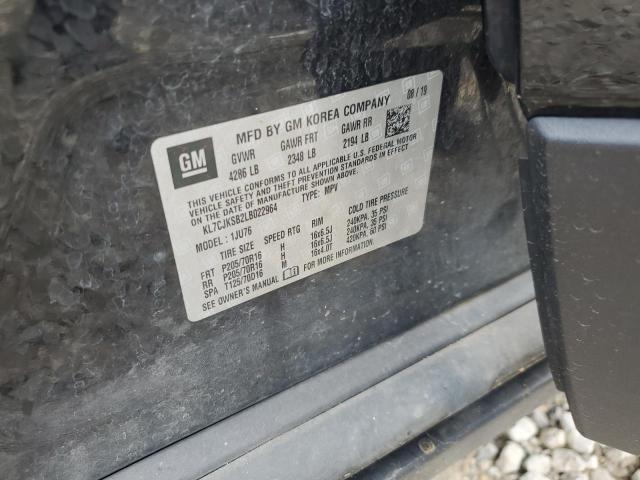 MFD BY GM KOREA COMPANY 08/19
GM
GVWR GAWR FRT GAWR RR
4286 LB 2348 LB 2194 LB
THIS VEHICLE CONFORMS TO ALL APPLICABLE U.S. FEDERAL MOTOR
VEHICLE SAFETY AND THEFT PREVENTION STANDARDS IN EFFECT
ON THE DATE OF MANUFACTURE SHOWN ABOVE.
KL7CJKSB2LB022964 TYPE: MPV
MODEL: 1JU76
TIRE SIZE SPEED RTG RIM COLD TIRE PRESSURE
FRT P205/70R16 H 16x6.5J 240KPA, 35 PSI
RR P205/70R16 H 16x6.5J 240KPA, 35 PSI
SPA T125/70D16 M 16x4.0T 420KPA, 60 PSI
SEE OWNER'S MANUAL FOR MORE INFORMATION